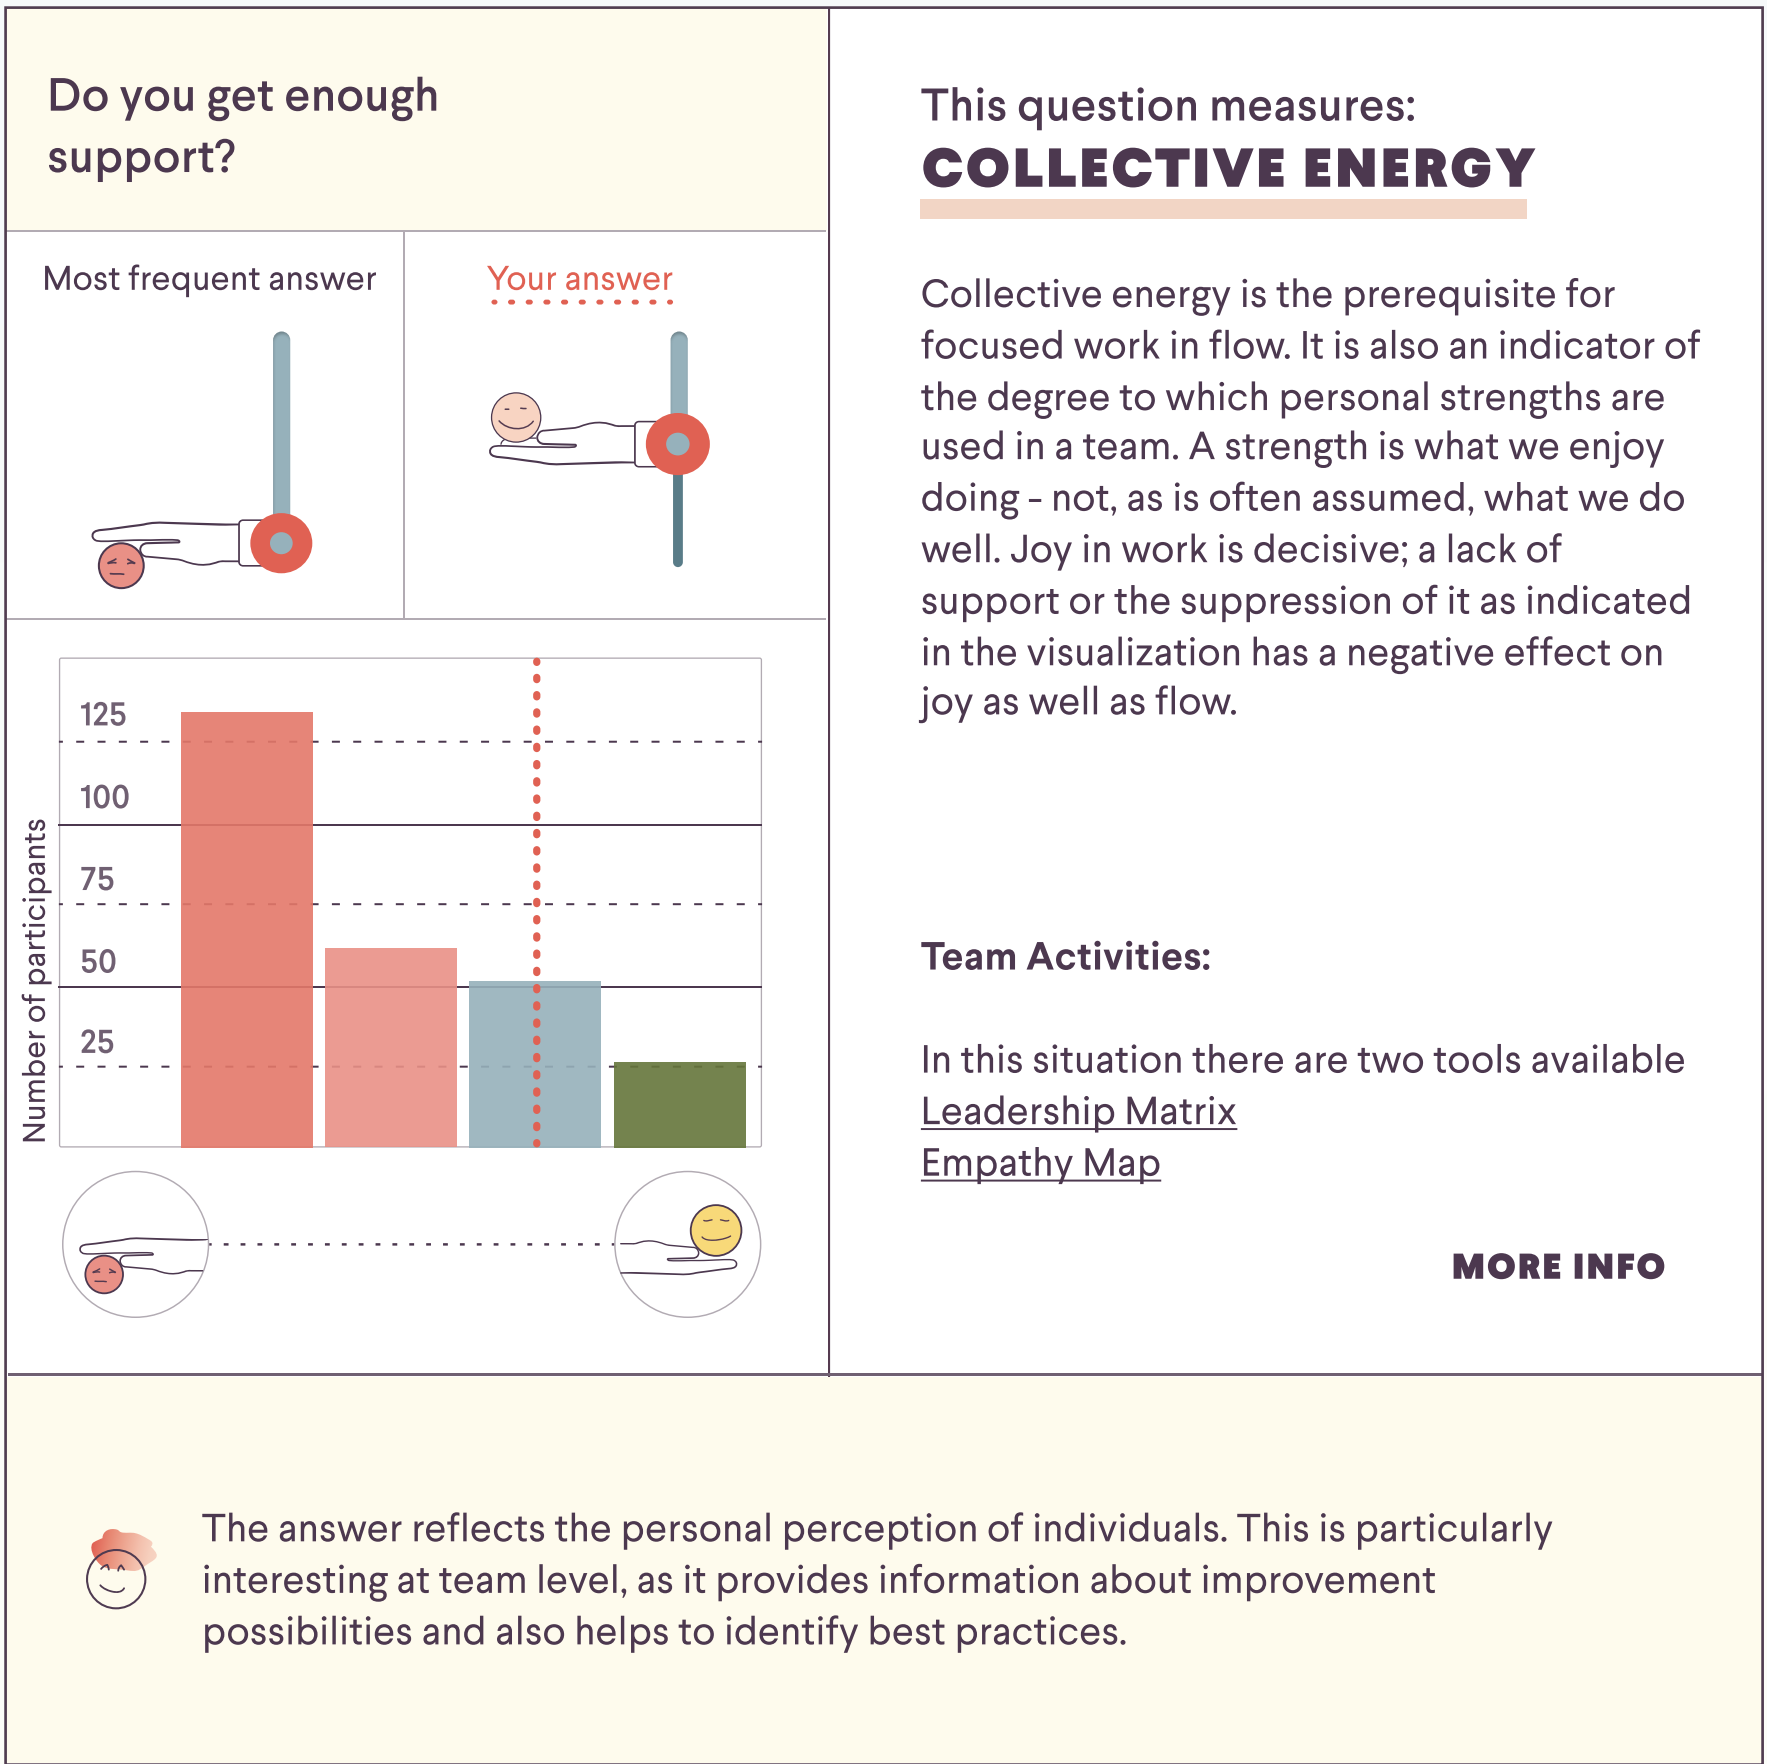 Do you get enough
support?
Most frequent answer
Your answer
125
100
75
50
25
Number of participants
This question measures:
COLLECTIVE ENERGY
Collective energy is the prerequisite for
focused work in flow. It is also an indicator of
the degree to which personal strengths are
used in a team. A strength is what we enjoy
doing - not, as is often assumed, what we do
well. Joy in work is decisive; a lack of
support or the suppression of it as indicated
in the visualization has a negative effect on
joy as well as flow.
Team Activities:
In this situation there are two tools available
Leadership Matrix
Empathy Map
MORE INFO
The answer reflects the personal perception of individuals. This is particularly
interesting at team level, as it provides information about improvement
possibilities and also helps to identify best practices.